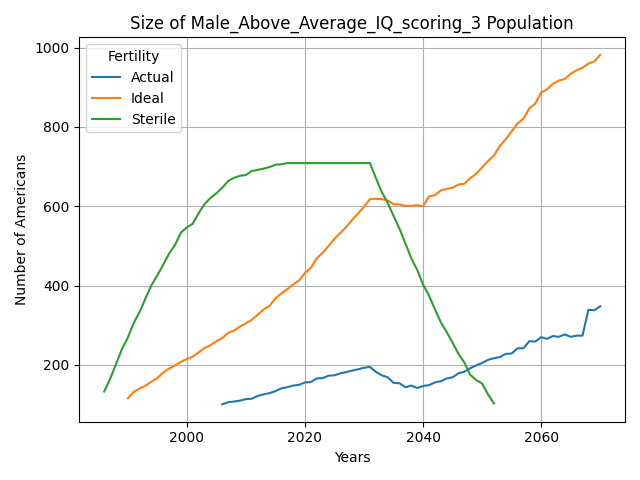 Size of Male_Above_Average_IQ_scoring_3 Population
Fertility
Actual
Ideal
Sterile
Number of Americans
1000
800
600
400
200
2000
2020
2040
2060
Years